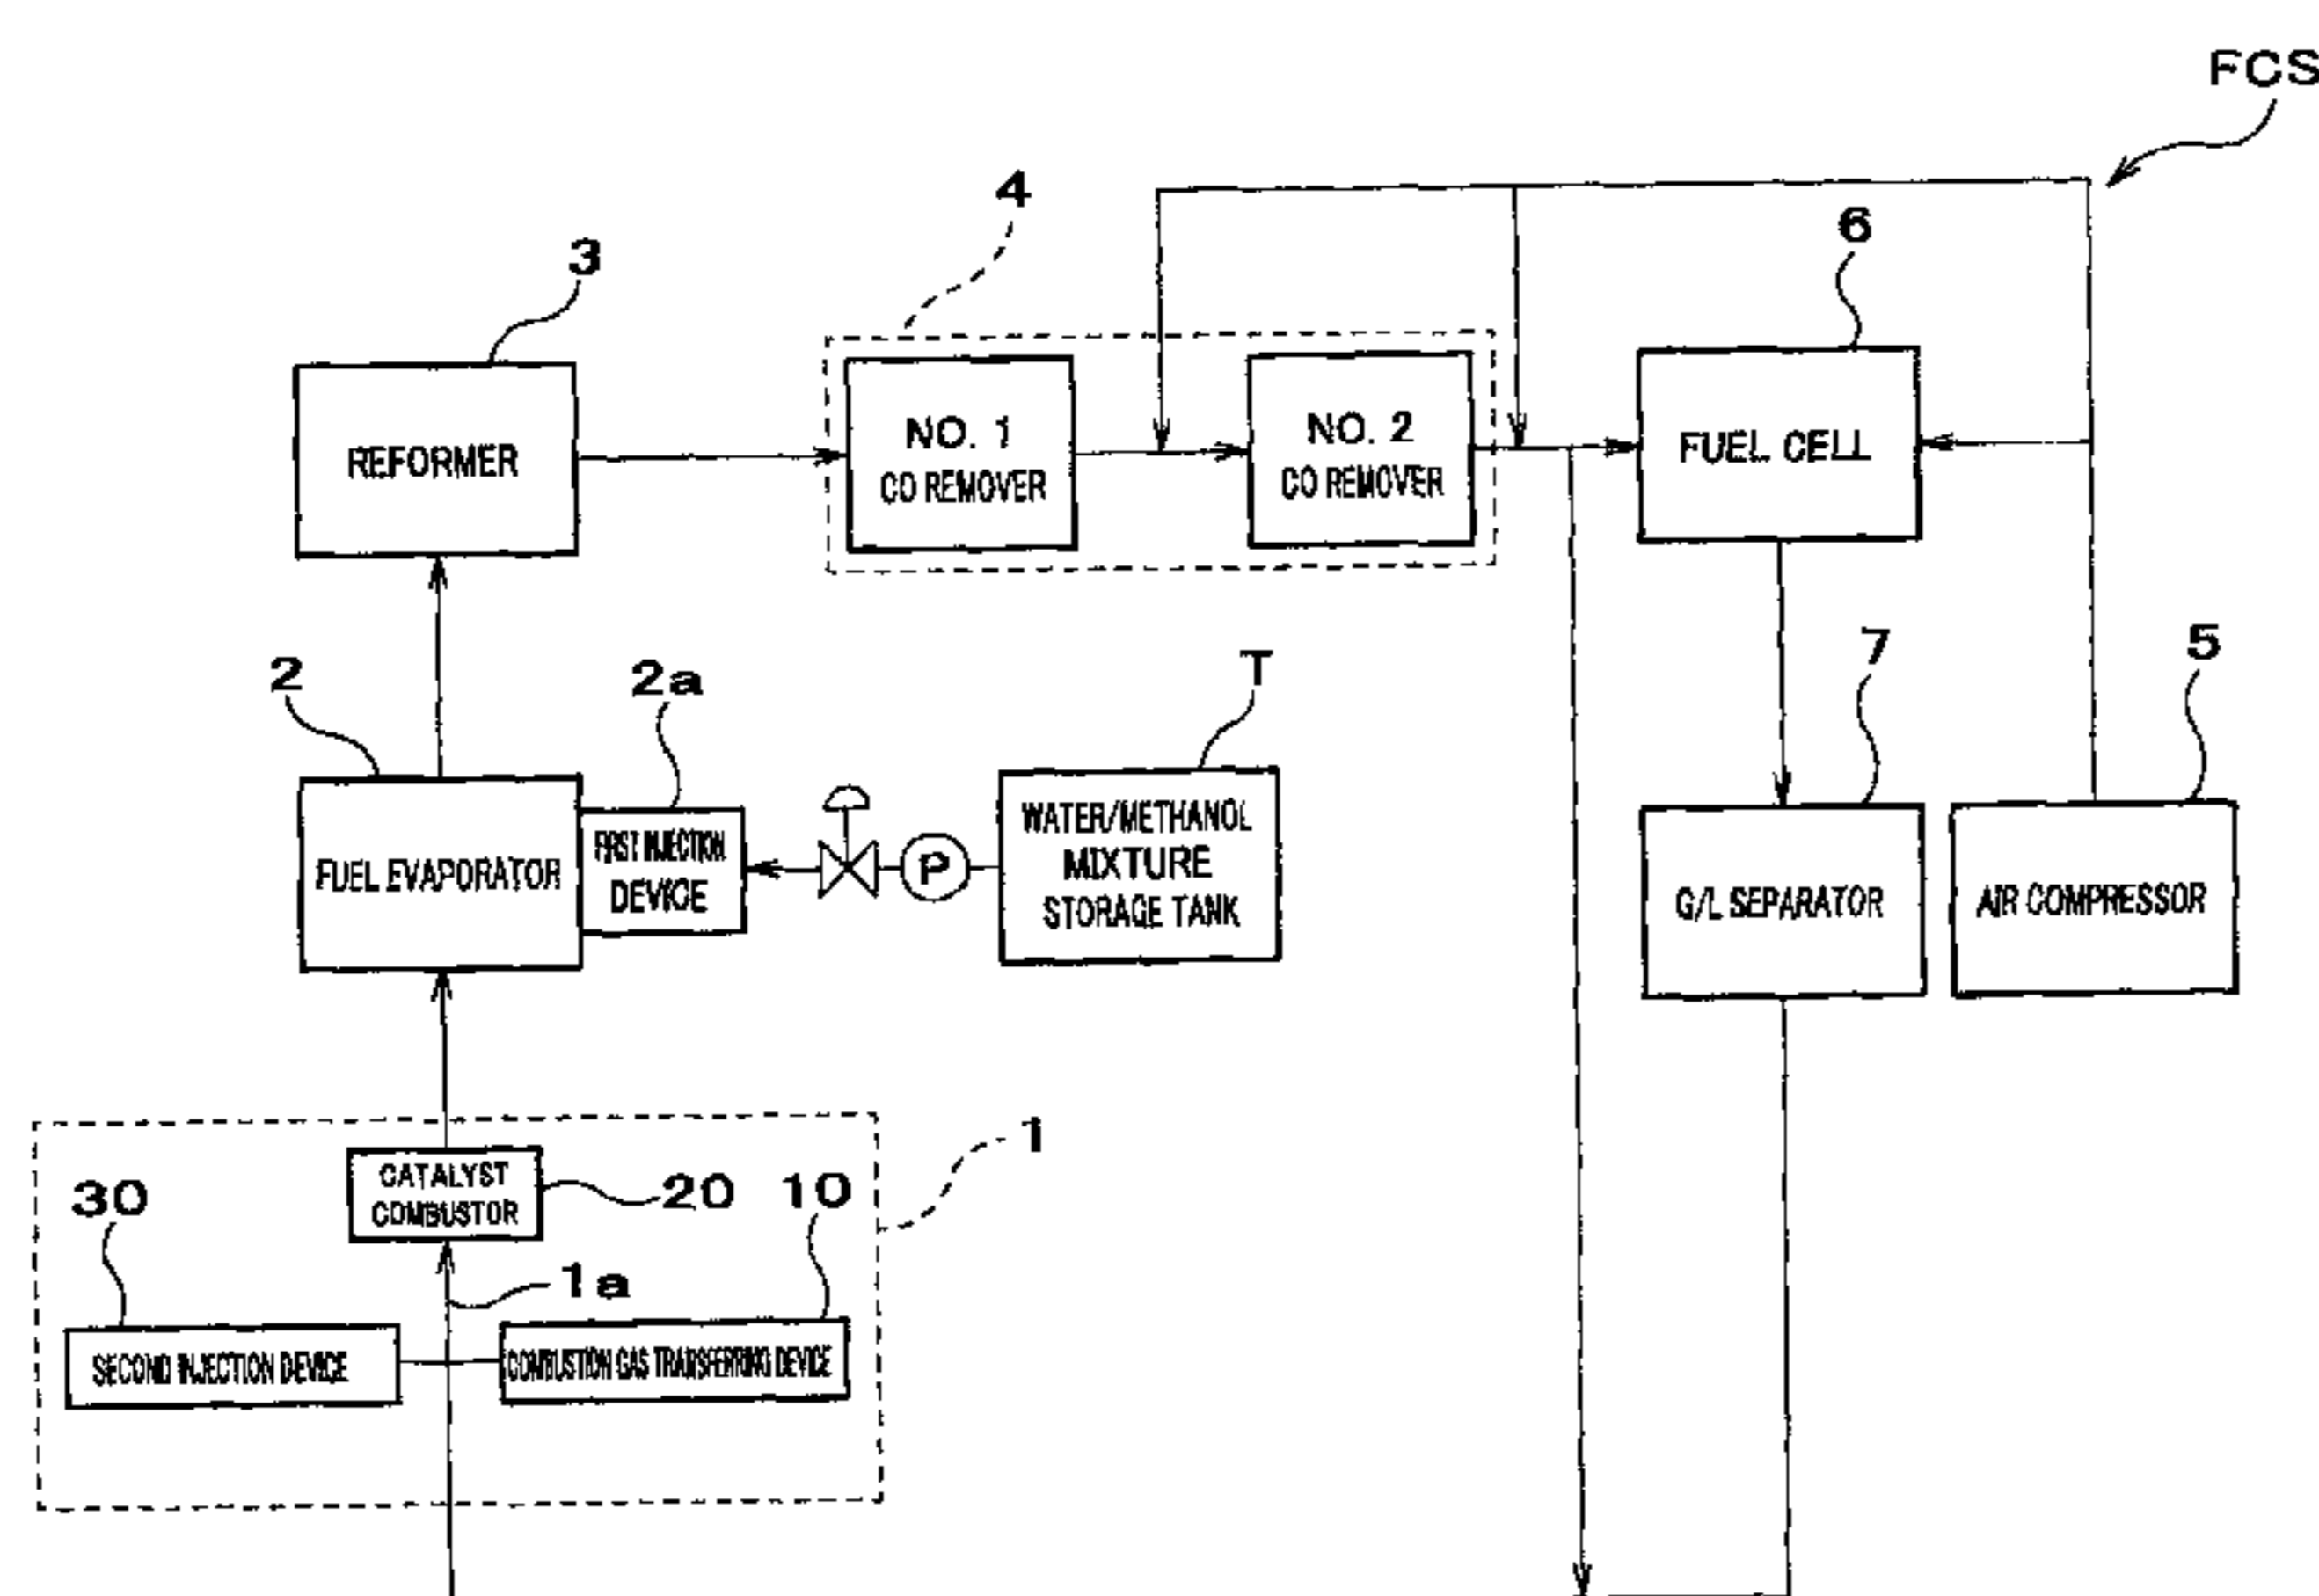 FCS
4
6
3
REFORMER
NO. 1
CO REMOVER
NO. 2
CO REMOVER
FUEL CELL
2
2a
T
7
5
FUEL EVAPORATOR
FIRST INJECTION
DEVICE
P
WATER/METHANOL
MIXTURE
STORAGE TANK
G/L SEPARATOR
AIR COMPRESSOR
1
CATALYST
COMBUSTOR
30
20
10
1a
SECOND INJECTION DEVICE
COMBUSTION GAS TRANSFERRING DEVICE